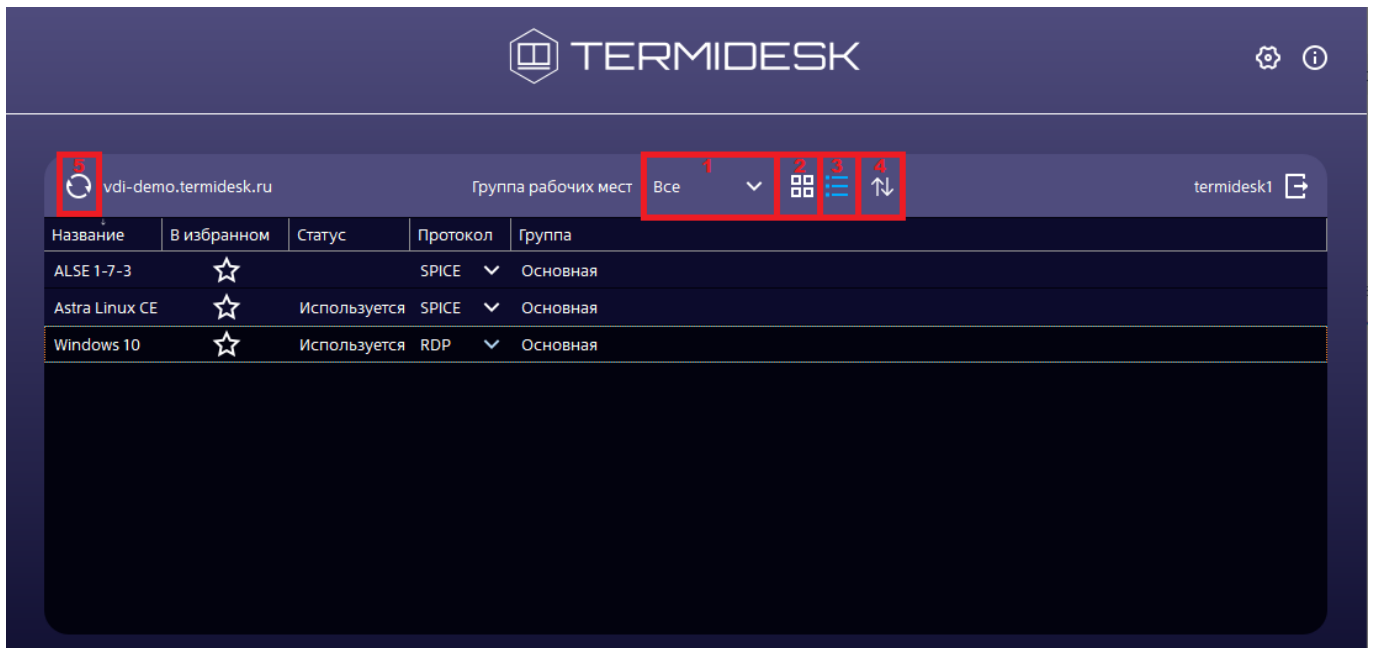 TERMIDESK
5 1 2 3 4
vdi-demo.termidesk.ru Группа рабочих мест Все termidesk1
Название В избранном Статус Протокол Группа
ALSE 1-7-3 SPICE Основная
Astra Linux CE Используется SPICE Основная
Windows 10 Используется RDP Основная